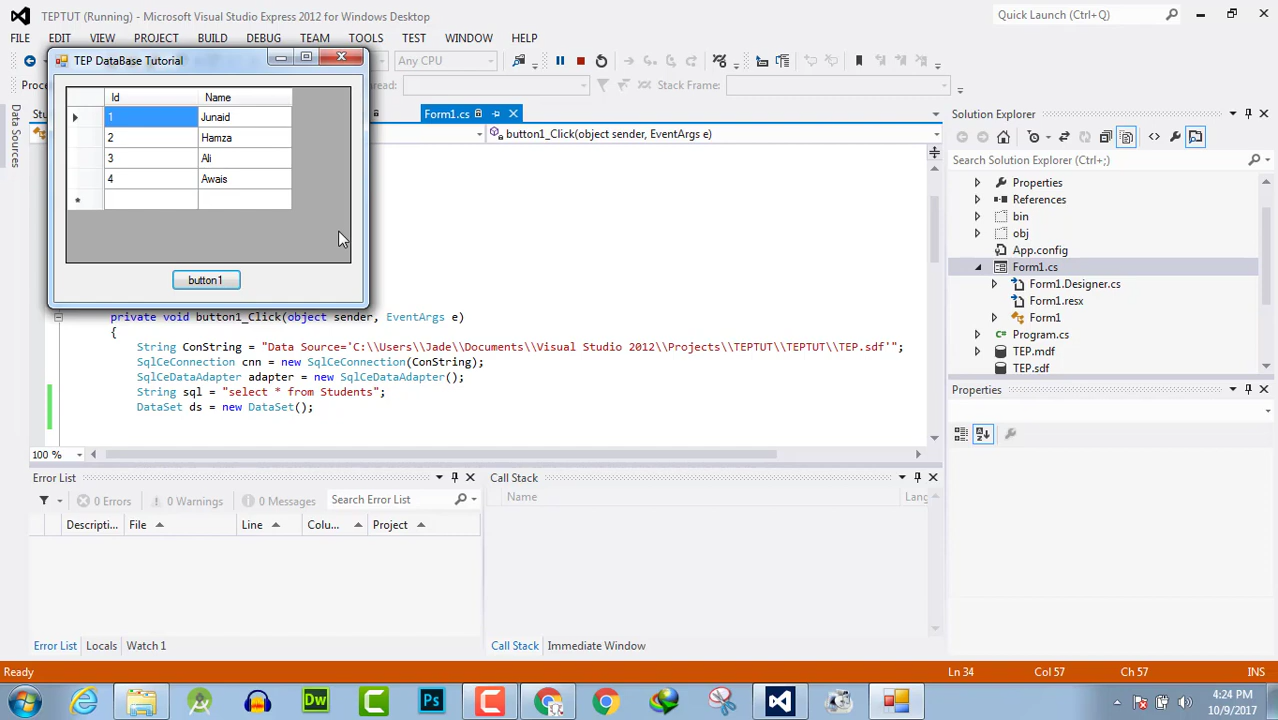 TEPTUT (Running) - Microsoft Visual Studio Express 2012 for Windows Desktop
Quick Launch (Ctrl+Q)
FILE EDIT VIEW PROJECT BUILD DEBUG TEAM TOOLS TEST WINDOW HELP
TEP DataBase Tutorial
Any CPU
Thread:
Stack Frame:
Form1.cs
Data Sources
button1_Click(object sender, EventArgs e)
Id Name
1 Junaid
2 Hamza
3 Ali
4 Awais
*
button1
private void button1_Click(object sender, EventArgs e)
{
String ConString = "Data Source='C:\\Users\\Jade\\Documents\\Visual Studio 2012\\Projects\\TEPTUT\\TEPTUT\\TEP.sdf'";
SqlCeConnection cnn = new SqlCeConnection(ConString);
SqlCeDataAdapter adapter = new SqlCeDataAdapter();
String sql = "select * from Students";
DataSet ds = new DataSet();
100 %
Solution Explorer
Search Solution Explorer (Ctrl+;)
Properties
References
bin
obj
App.config
Form1.cs
Form1.Designer.cs
Form1.resx
Form1
Program.cs
TEP.mdf
TEP.sdf
Properties
Error List
0 Errors 0 Warnings 0 Messages Search Error List
Descripti... File Line Colu... Project
Error List Locals Watch 1
Call Stack
Name
Call Stack Immediate Window
Ready Ln 34 Col 57 Ch 57 INS
Dw Ps
4:24 PM
10/9/2017